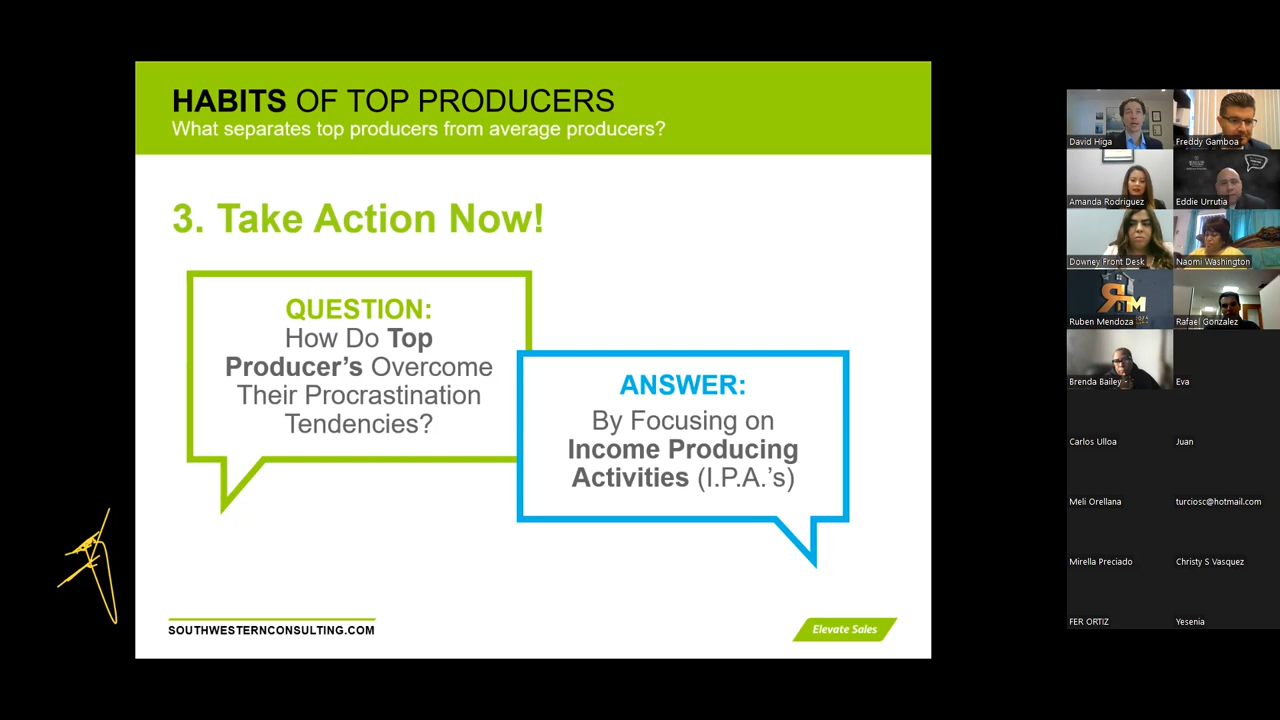 HABITS OF TOP PRODUCERS
What separates top producers from average producers?
3. Take Action Now!
QUESTION:
How Do Top
Producer's Overcome
Their Procrastination
Tendencies?
ANSWER:
By Focusing on
Income Producing
Activities (I.P.A.'s)
SOUTHWESTERNCONSULTING.COM
Elevate Sales
David Higa
Freddy Gamboa
Amanda Rodriguez
Eddie Urrutia
Downey Front Desk
Naomi Washington
Ruben Mendoza
Rafael Gonzalez
Brenda Bailey -
Eva
Carlos Ulloa
Juan
Meli Orellana
turciosc@hotmail.com
Mirella Preciado
Christy S Vasquez
FER ORTIZ
Yesenia